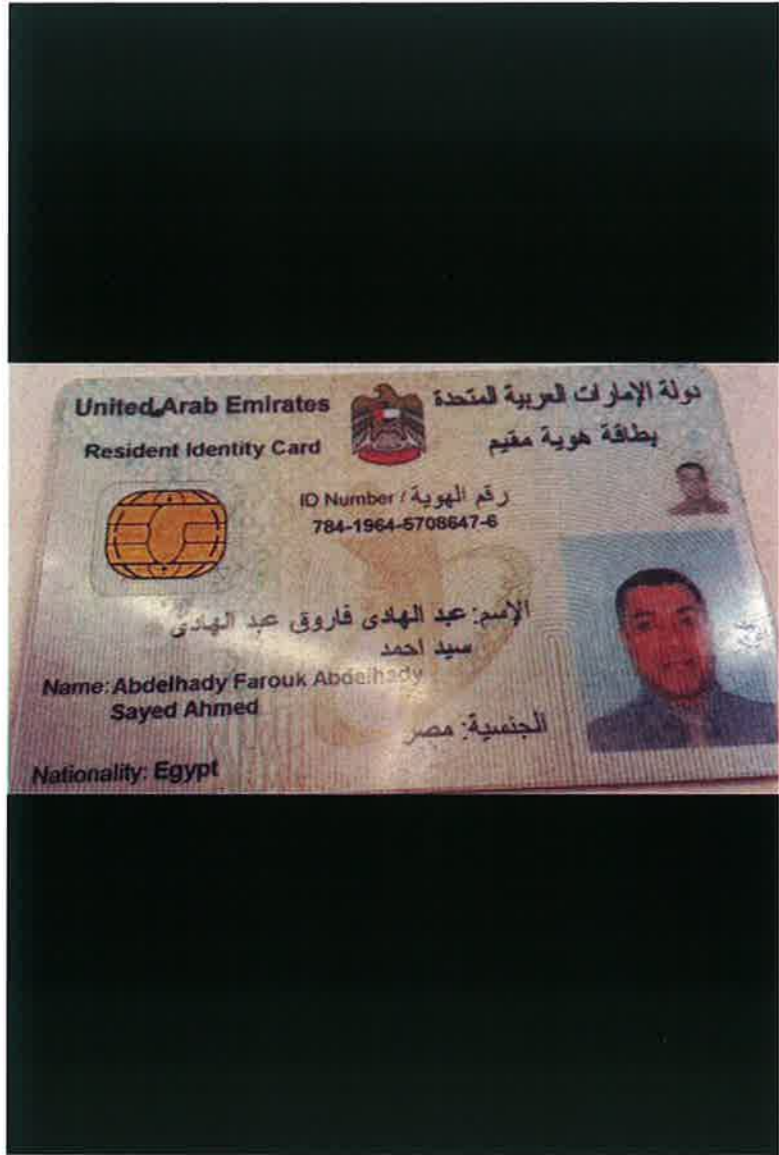 United Arab Emirates
دولة الإمارات العربية المتحدة
Resident Identity Card
بطاقة هوية مقيم
ID Number / رقم الهوية
784-1964-5708647-6
الإسم: عبد الهادى فاروق عبد الهادى
سيد احمد
Name: Abdelhady Farouk Abdelhady
Sayed Ahmed
الجنسية: مصر
Nationality: Egypt